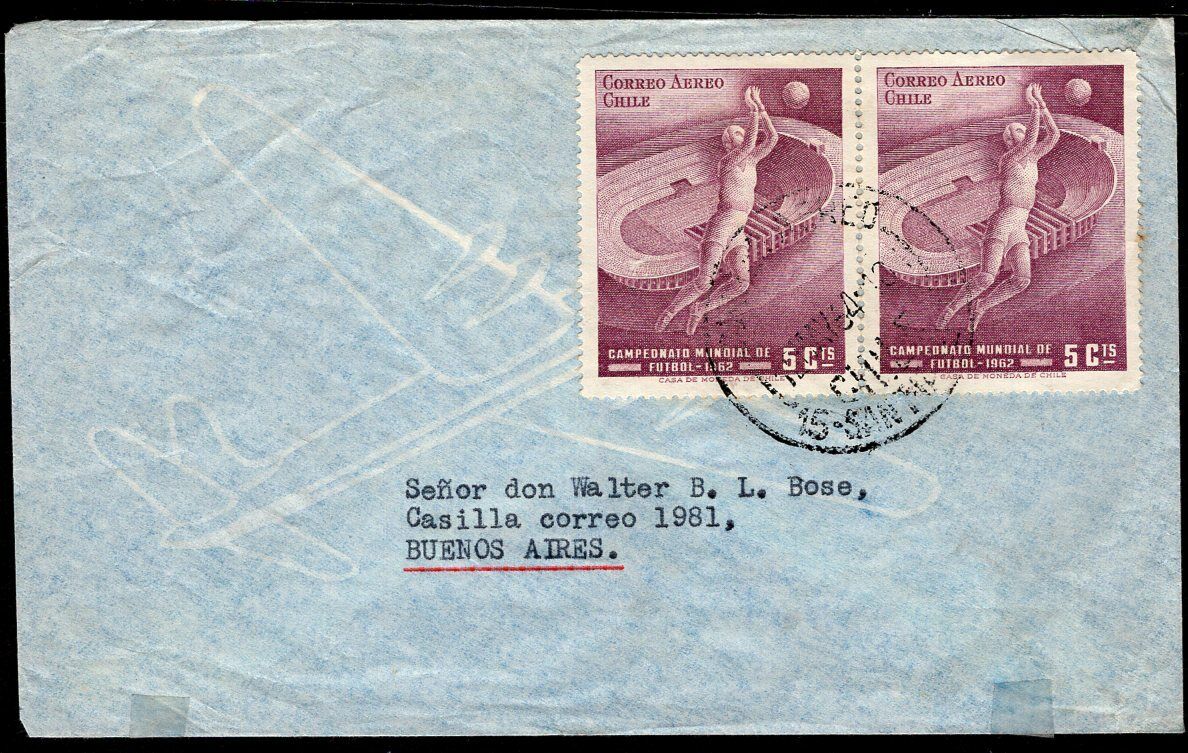 CORREO AEREO
CHILE
CAMPEONATO MUNDIAL DE
FUTBOL - 1962
5 CTS
CASA DE MONEDA DE CHILE
CORREO AEREO
CHILE
CAMPEONATO MUNDIAL DE
FUTBOL - 1962
5 CTS
CASA DE MONEDA DE CHILE
Señor don Walter B. L. Bose,
Casilla correo 1981,
BUENOS AIRES.